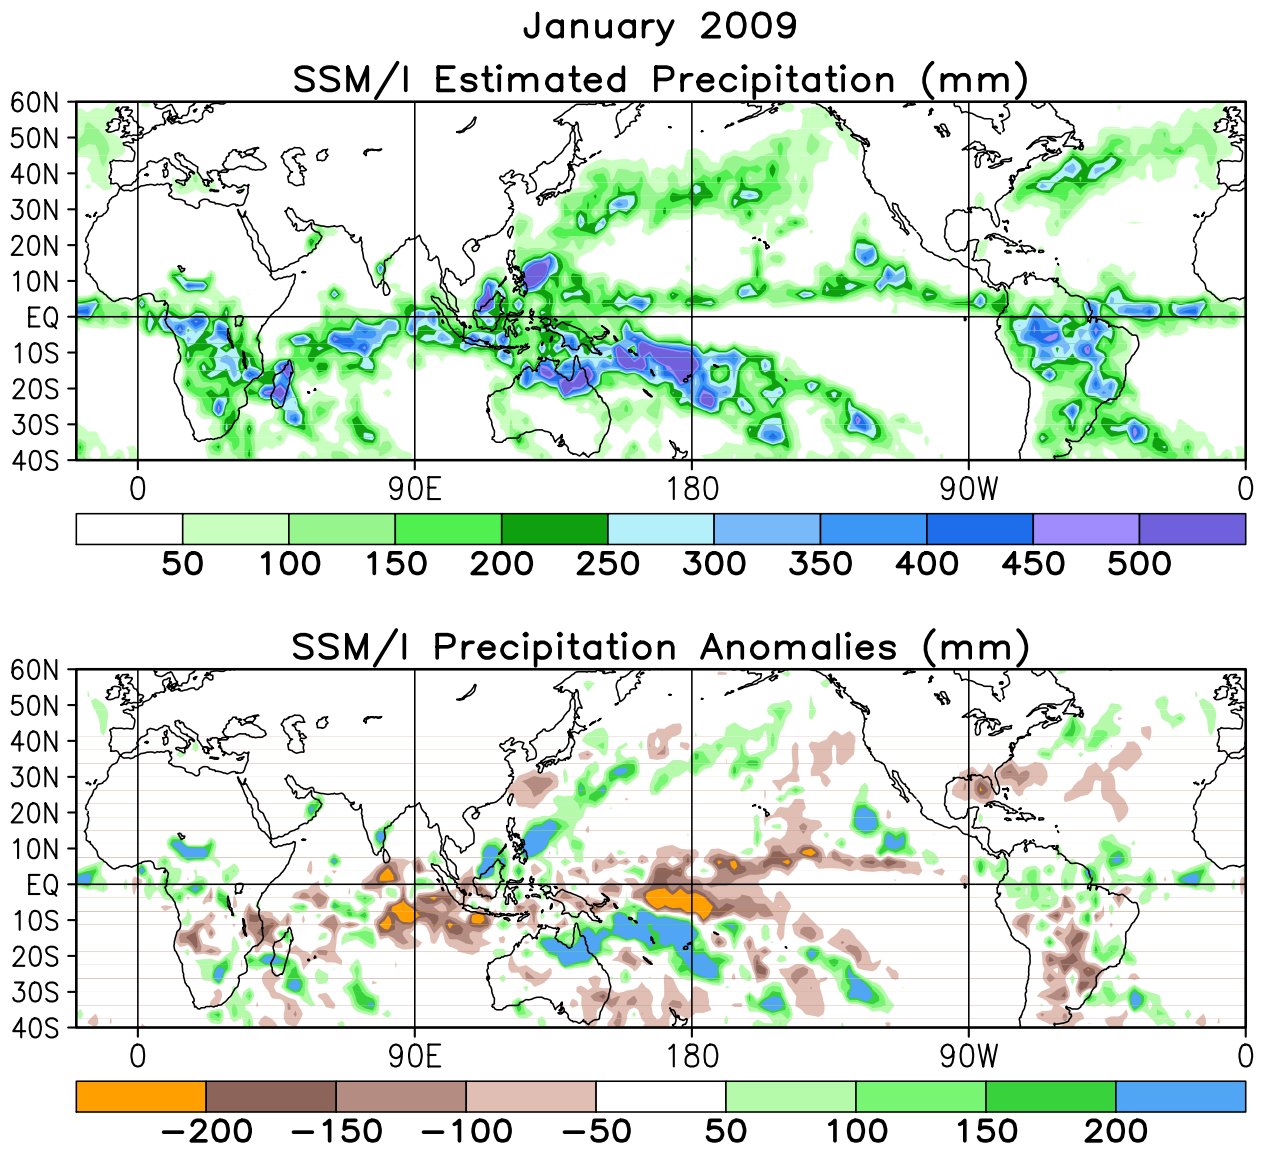 January 2009
SSM/I Estimated Precipitation (mm)
60N
50N
40N
30N
20N
10N
EQ
10S
20S
30S
40S
0 90E 180 90W 0
50 100 150 200 250 300 350 400 450 500
SSM/I Precipitation Anomalies (mm)
60N
50N
40N
30N
20N
10N
EQ
10S
20S
30S
40S
0 90E 180 90W 0
−200 −150 −100 −50 50 100 150 200